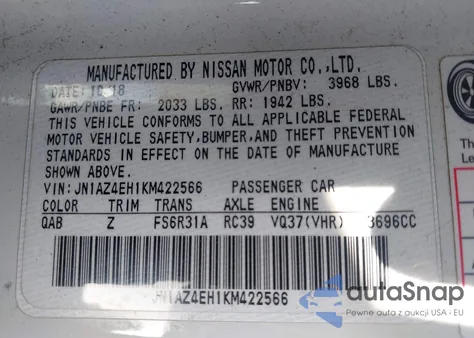 MANUFACTURED BY NISSAN MOTOR CO.,LTD.
DATE: 10 18 GVWR/PNBV: 3968 LBS.
GAWR/PNBE FR: 2033 LBS. RR: 1942 LBS.
THIS VEHICLE CONFORMS TO ALL APPLICABLE FEDERAL
MOTOR VEHICLE SAFETY,BUMPER,AND THEFT PREVENTION
STANDARDS IN EFFECT ON THE DATE OF MANUFACTURE
SHOWN ABOVE.
VIN: JN1AZ4EH1KM422566 PASSENGER CAR
COLOR TRIM TRANS AXLE ENGINE
QAB Z FS6R31A RC39 VQ37(VHR) 3696CC
JN1AZ4EH1KM422566
Th
Le
autoSnap
Pewne auta z aukcji USA i EU